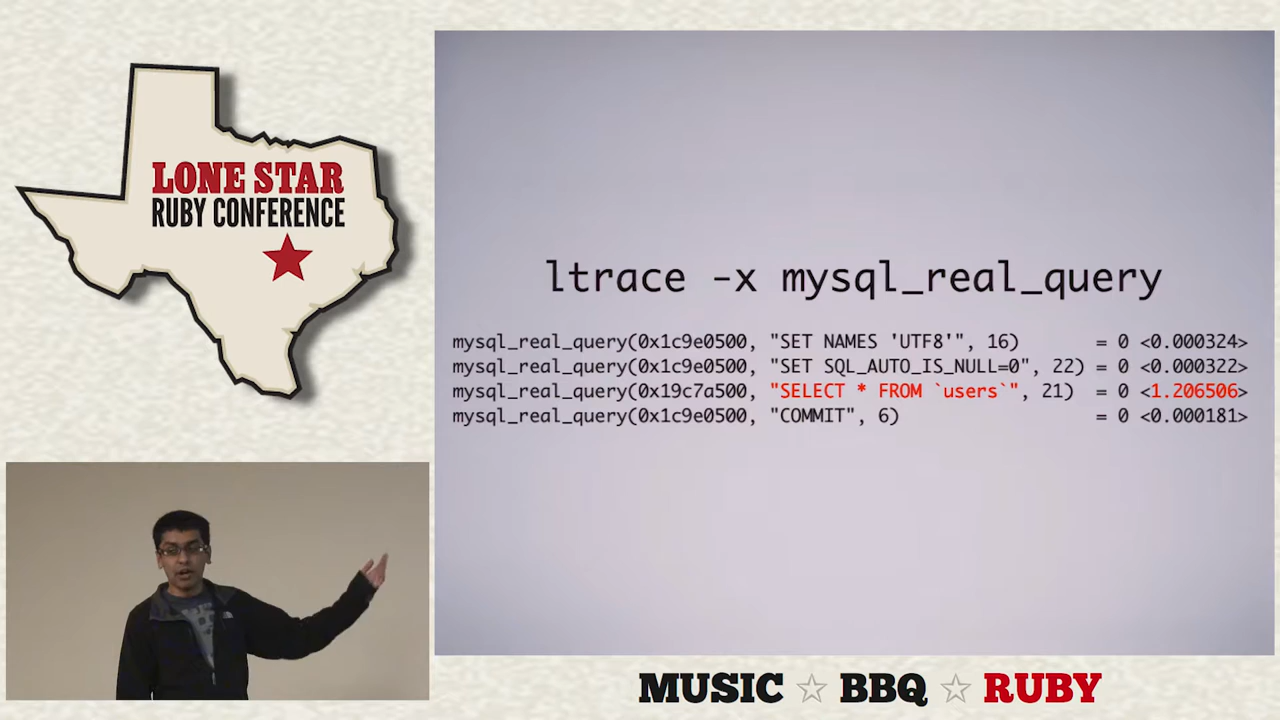 LONE STAR
RUBY CONFERENCE
ltrace -x mysql_real_query
mysql_real_query(0x1c9e0500, "SET NAMES 'UTF8'", 16) = 0 <0.000324>
mysql_real_query(0x1c9e0500, "SET SQL_AUTO_IS_NULL=0", 22) = 0 <0.000322>
mysql_real_query(0x19c7a500, "SELECT * FROM `users`", 21) = 0 <1.206506>
mysql_real_query(0x1c9e0500, "COMMIT", 6) = 0 <0.000181>
MUSIC ☆ BBQ ☆ RUBY